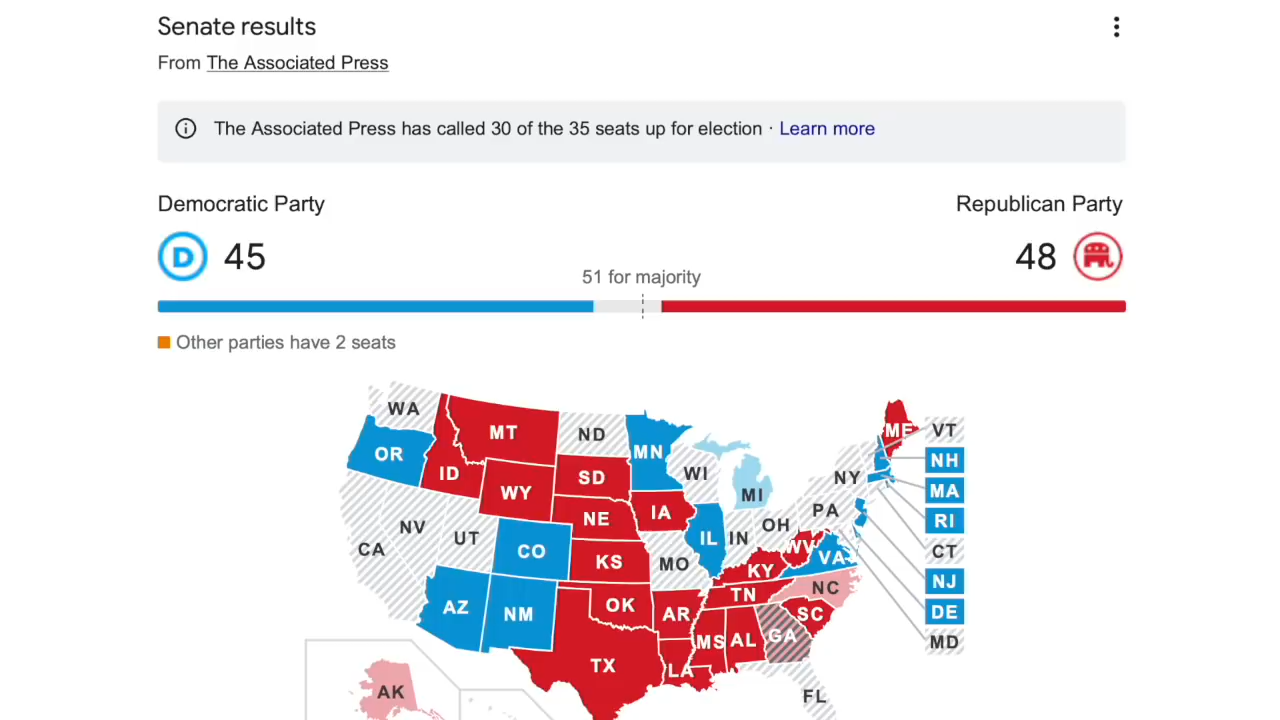 Senate results
From The Associated Press
The Associated Press has called 30 of the 35 seats up for election · Learn more
Democratic Party
Republican Party
D 45
48
51 for majority
Other parties have 2 seats
WA
MT
ND
MN
ME
VT
OR
ID
SD
WI
MI
NY
NH
WY
MA
NE
IA
PA
RI
NV
UT
CO
IL
IN
OH
CT
CA
KS
MO
WV
VA
KY
NJ
AZ
NM
OK
AR
TN
NC
DE
SC
MS
AL
GA
MD
TX
LA
AK
FL